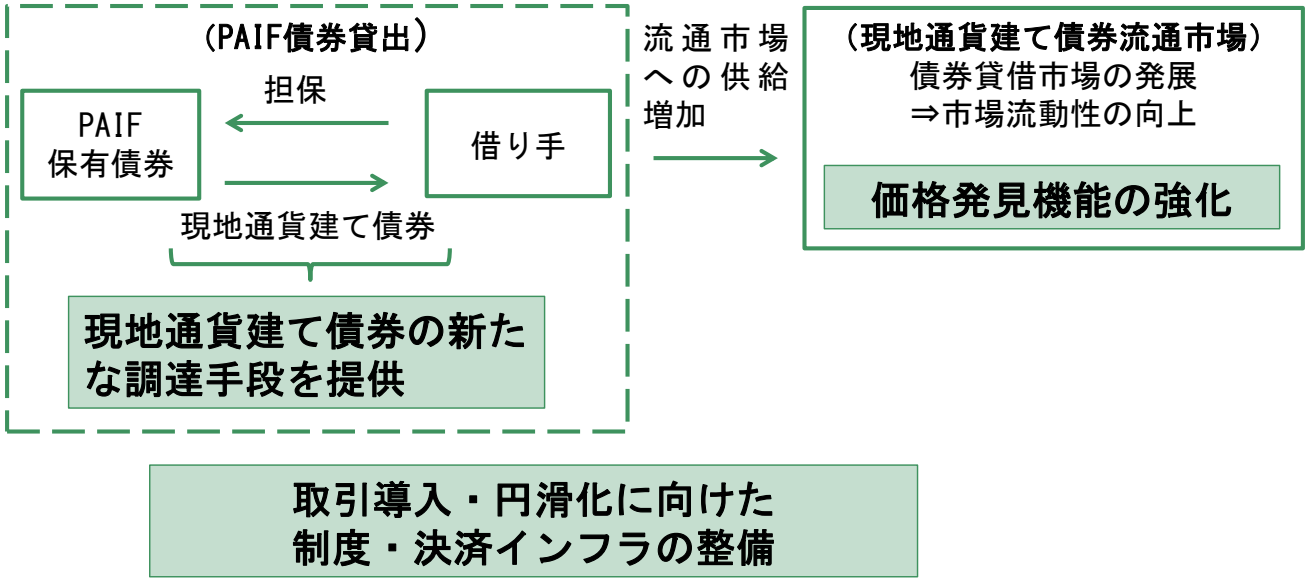 (PAIF債券貸出)
担保
PAIF
保有債券
借り手
現地通貨建て債券
現地通貨建て債券の新た
な調達手段を提供
流通市場
への供給
増加
(現地通貨建て債券流通市場)
債券貸借市場の発展
⇒市場流動性の向上
価格発見機能の強化
取引導入・円滑化に向けた
制度・決済インフラの整備